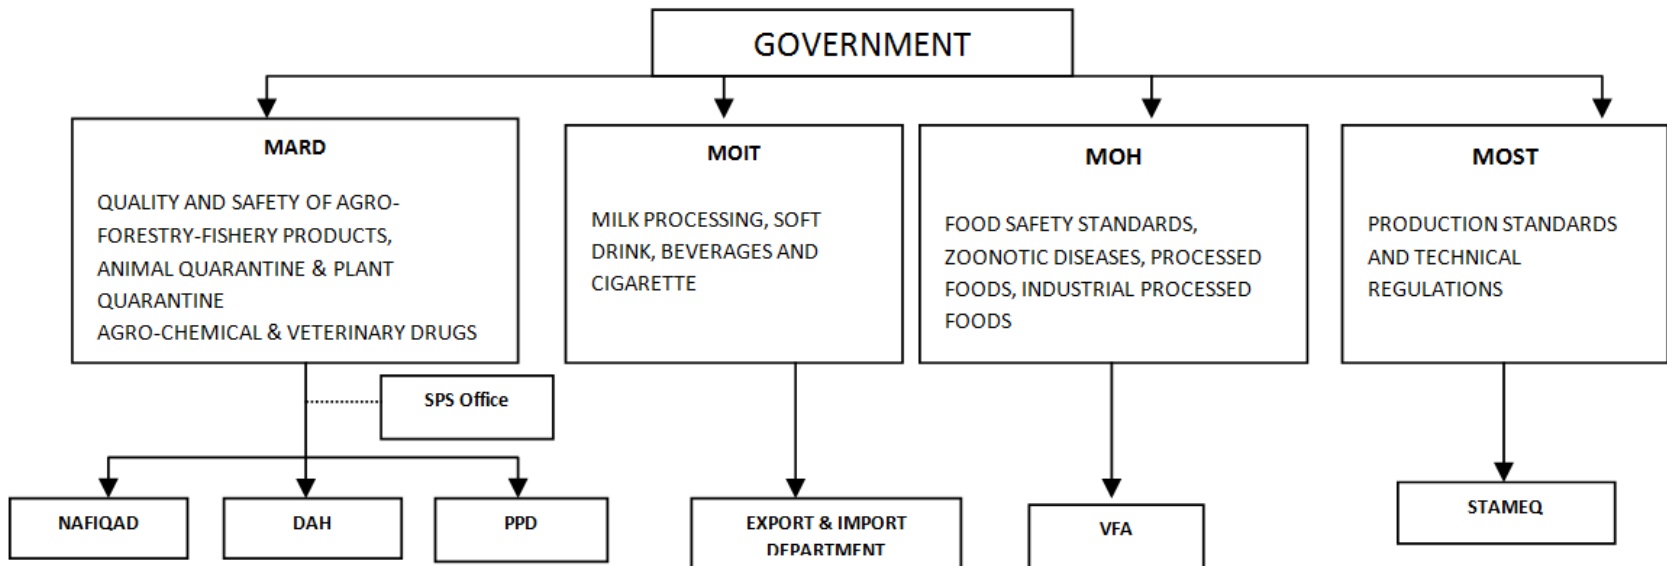 GOVERNMENT
MARD
QUALITY AND SAFETY OF AGRO-
FORESTRY-FISHERY PRODUCTS,
ANIMAL QUARANTINE & PLANT
QUARANTINE
AGRO-CHEMICAL & VETERINARY DRUGS
MOIT
MILK PROCESSING, SOFT
DRINK, BEVERAGES AND
CIGARETTE
MOH
FOOD SAFETY STANDARDS,
ZOONOTIC DISEASES, PROCESSED
FOODS, INDUSTRIAL PROCESSED
FOODS
MOST
PRODUCTION STANDARDS
AND TECHNICAL
REGULATIONS
SPS Office
NAFIQAD
DAH
PPD
EXPORT & IMPORT
DEPARTMENT
VFA
STAMEQ